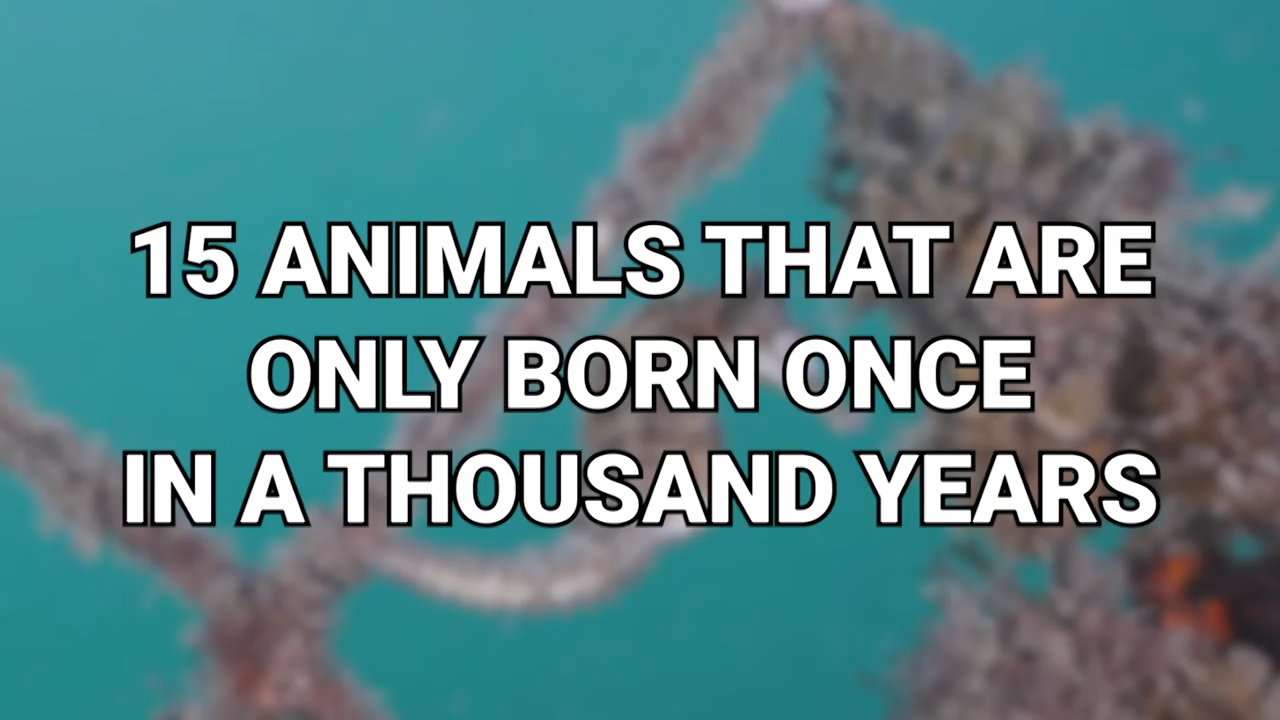 15 ANIMALS THAT ARE
ONLY BORN ONCE
IN A THOUSAND YEARS